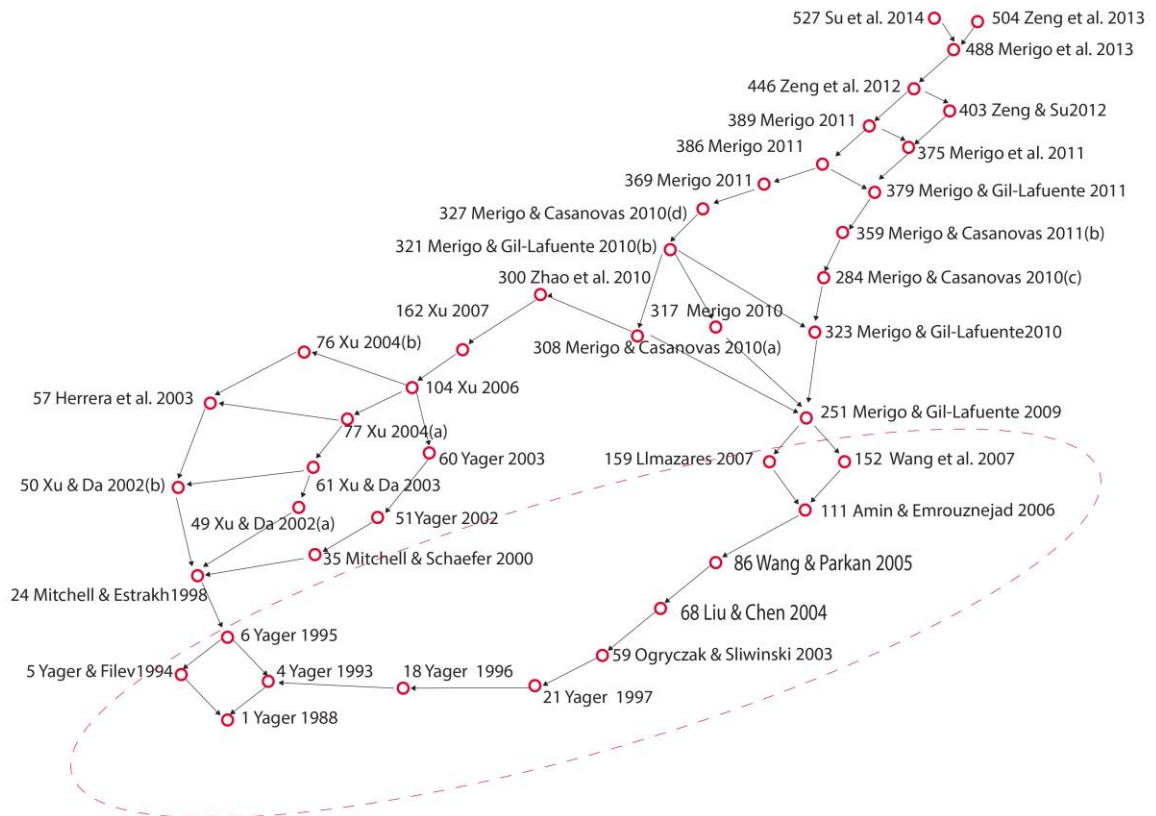 527 Su et al. 2014
504 Zeng et al. 2013
488 Merigo et al. 2013
446 Zeng et al. 2012
403 Zeng & Su2012
389 Merigo 2011
386 Merigo 2011
375 Merigo et al. 2011
369 Merigo 2011
379 Merigo & Gil-Lafuente 2011
327 Merigo & Casanovas 2010(d)
359 Merigo & Casanovas 2011(b)
321 Merigo & Gil-Lafuente 2010(b)
300 Zhao et al. 2010
284 Merigo & Casanovas 2010(c)
162 Xu 2007
317 Merigo 2010
323 Merigo & Gil-Lafuente2010
76 Xu 2004(b)
308 Merigo & Casanovas 2010(a)
104 Xu 2006
57 Herrera et al. 2003
251 Merigo & Gil-Lafuente 2009
77 Xu 2004(a)
60 Yager 2003
159 Llmazares 2007
152 Wang et al. 2007
50 Xu & Da 2002(b)
61 Xu & Da 2003
49 Xu & Da 2002(a)
51Yager 2002
111 Amin & Emrouznejad 2006
35 Mitchell & Schaefer 2000
86 Wang & Parkan 2005
24 Mitchell & Estrakh1998
68 Liu & Chen 2004
6 Yager 1995
59 Ogryczak & Sliwinski 2003
5 Yager & Filev1994
4 Yager 1993
18 Yager 1996
21 Yager 1997
1 Yager 1988